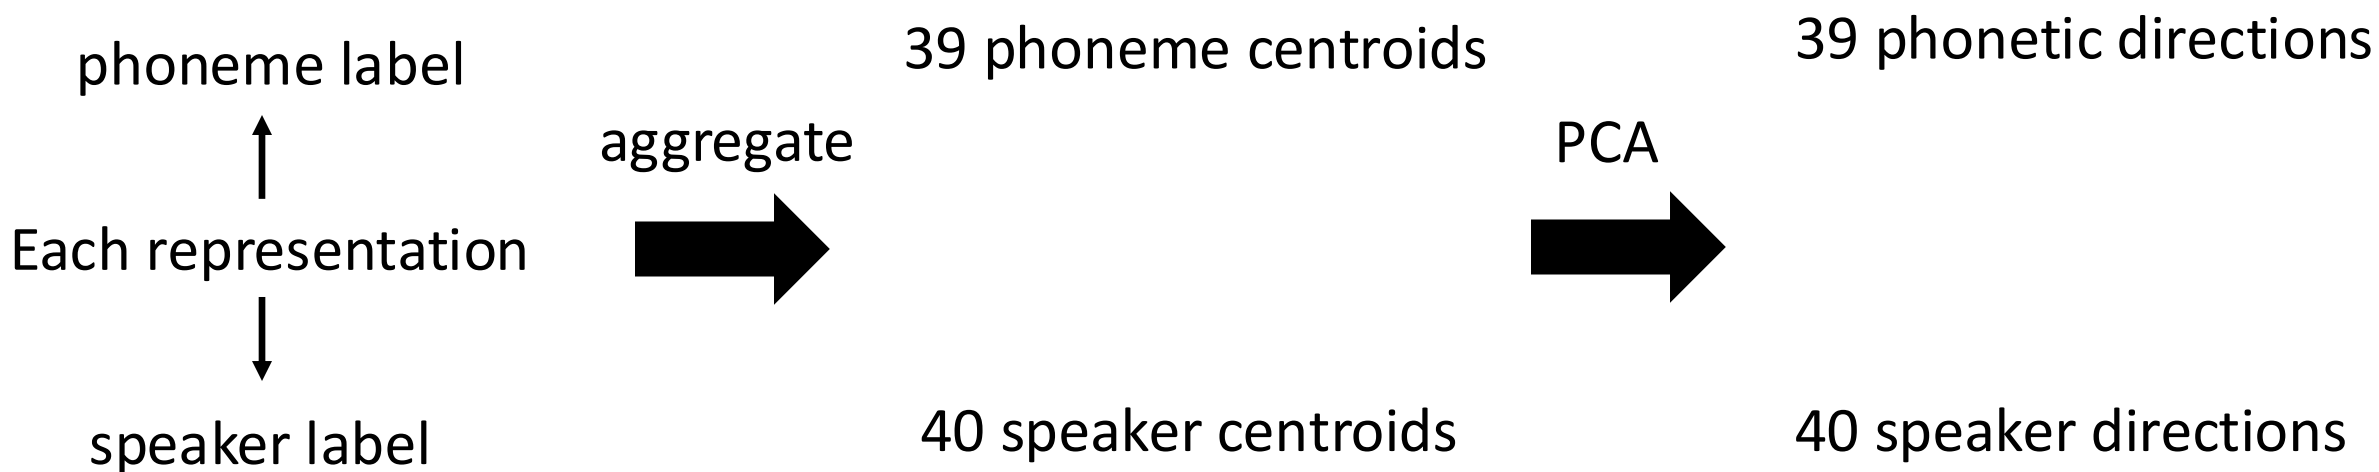 phoneme label
Each representation
speaker label
aggregate
39 phoneme centroids
40 speaker centroids
PCA
39 phonetic directions
40 speaker directions